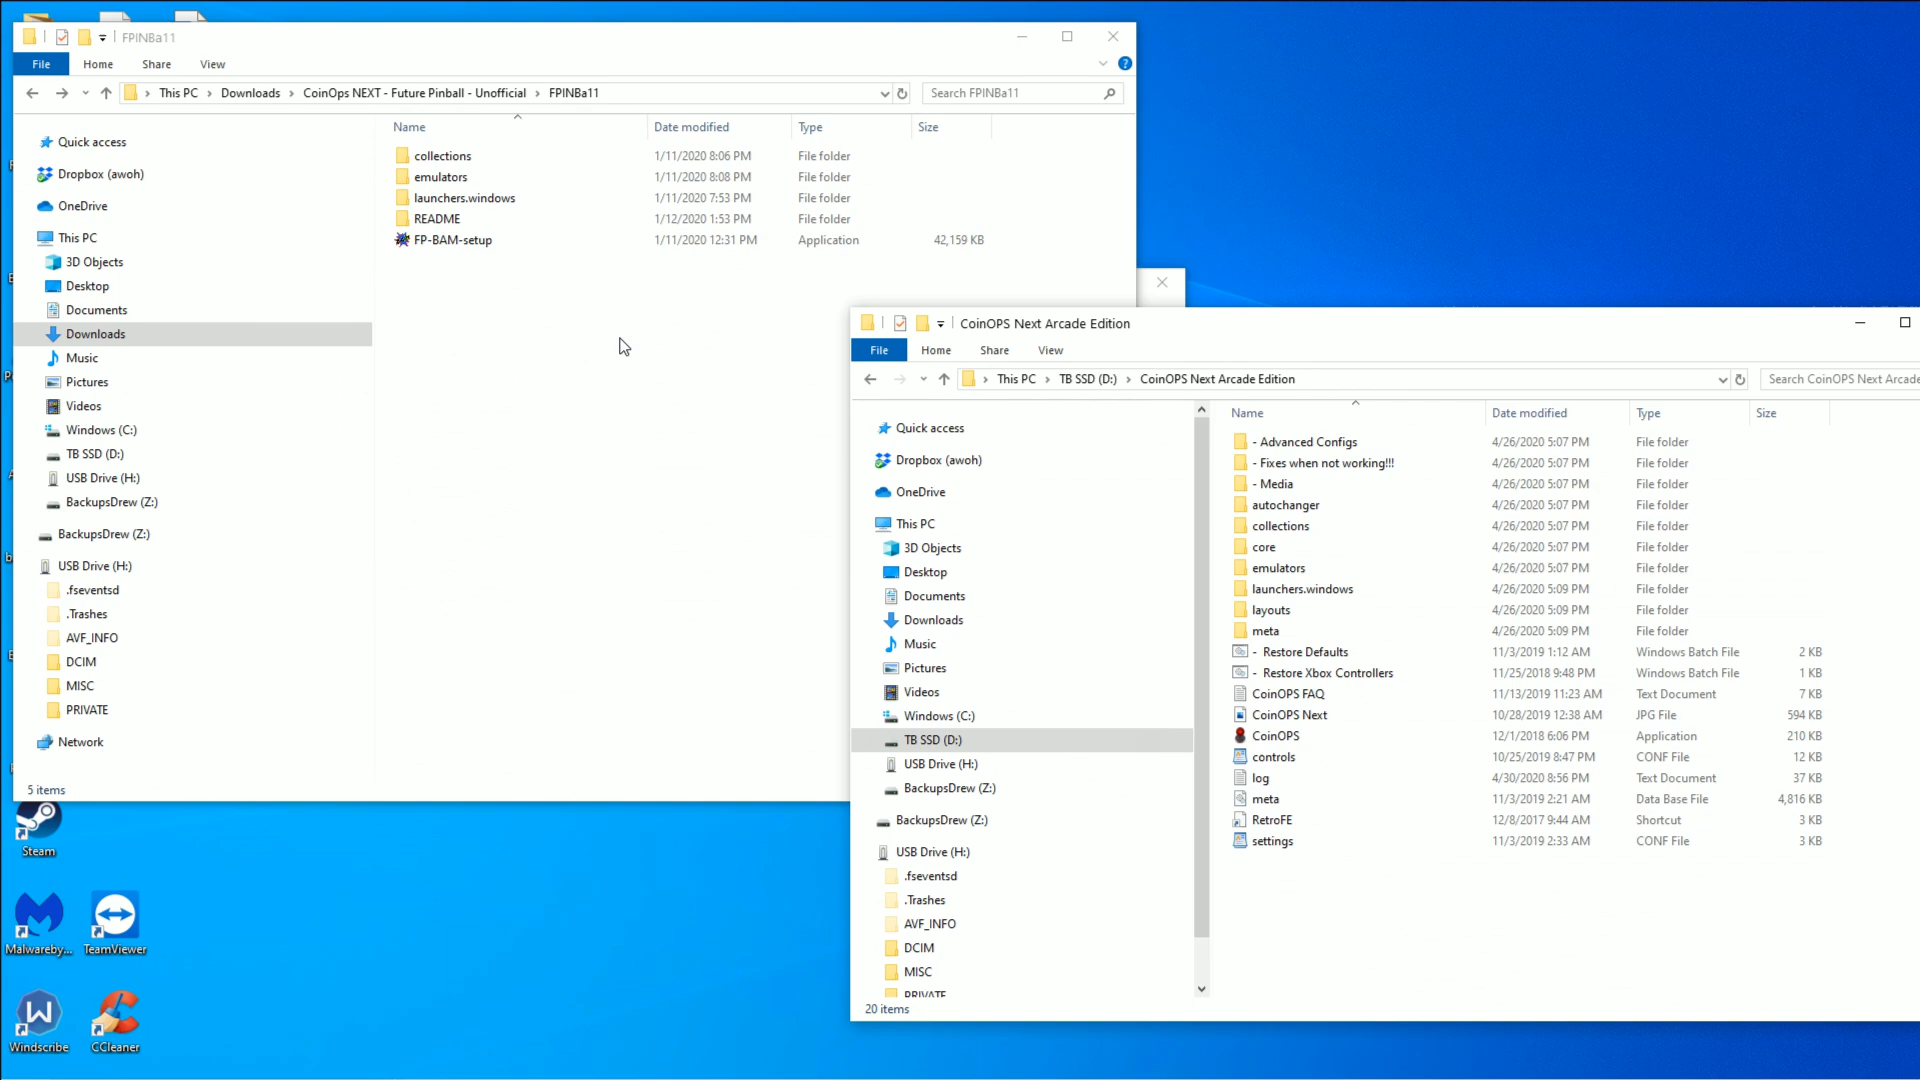 FPINBa11
File Home Share View
This PC Downloads CoinOps NEXT - Future Pinball - Unofficial FPINBa11
Search FPINBa11
Name Date modified Type Size
Quick access
Dropbox (awoh)
OneDrive
This PC
3D Objects
Desktop
Documents
Downloads
Music
Pictures
Videos
Windows (C:)
TB SSD (D:)
USB Drive (H:)
BackupsDrew (Z:)
BackupsDrew (Z:)
USB Drive (H:)
.fseventsd
.Trashes
AVF_INFO
DCIM
MISC
PRIVATE
Network
collections 1/11/2020 8:06 PM File folder
emulators 1/11/2020 8:08 PM File folder
launchers.windows 1/11/2020 7:53 PM File folder
README 1/12/2020 1:53 PM File folder
FP-BAM-setup 1/11/2020 12:31 PM Application 42,159 KB
5 items
CoinOPS Next Arcade Edition
File Home Share View
This PC TB SSD (D:) CoinOPS Next Arcade Edition
Search CoinOPS Next Arcade
Name Date modified Type Size
Quick access
Dropbox (awoh)
OneDrive
This PC
3D Objects
Desktop
Documents
Downloads
Music
Pictures
Videos
Windows (C:)
TB SSD (D:)
USB Drive (H:)
BackupsDrew (Z:)
BackupsDrew (Z:)
USB Drive (H:)
.fseventsd
.Trashes
AVF_INFO
DCIM
MISC
PRIVATE
- Advanced Configs 4/26/2020 5:07 PM File folder
- Fixes when not working!!! 4/26/2020 5:07 PM File folder
- Media 4/26/2020 5:07 PM File folder
autochanger 4/26/2020 5:07 PM File folder
collections 4/26/2020 5:07 PM File folder
core 4/26/2020 5:07 PM File folder
emulators 4/26/2020 5:07 PM File folder
launchers.windows 4/26/2020 5:09 PM File folder
layouts 4/26/2020 5:09 PM File folder
meta 4/26/2020 5:09 PM File folder
- Restore Defaults 11/3/2019 1:12 AM Windows Batch File 2 KB
- Restore Xbox Controllers 11/25/2018 9:48 PM Windows Batch File 1 KB
CoinOPS FAQ 11/13/2019 11:23 AM Text Document 7 KB
CoinOPS Next 10/28/2019 12:38 AM JPG File 594 KB
CoinOPS 12/1/2018 6:06 PM Application 210 KB
controls 10/25/2019 8:47 PM CONF File 12 KB
log 4/30/2020 8:56 PM Text Document 37 KB
meta 11/3/2019 2:21 AM Data Base File 4,816 KB
RetroFE 12/8/2017 9:44 AM Shortcut 3 KB
settings 11/3/2019 2:33 AM CONF File 3 KB
20 items
Steam
Malwareby... TeamViewer
Windscribe CCleaner